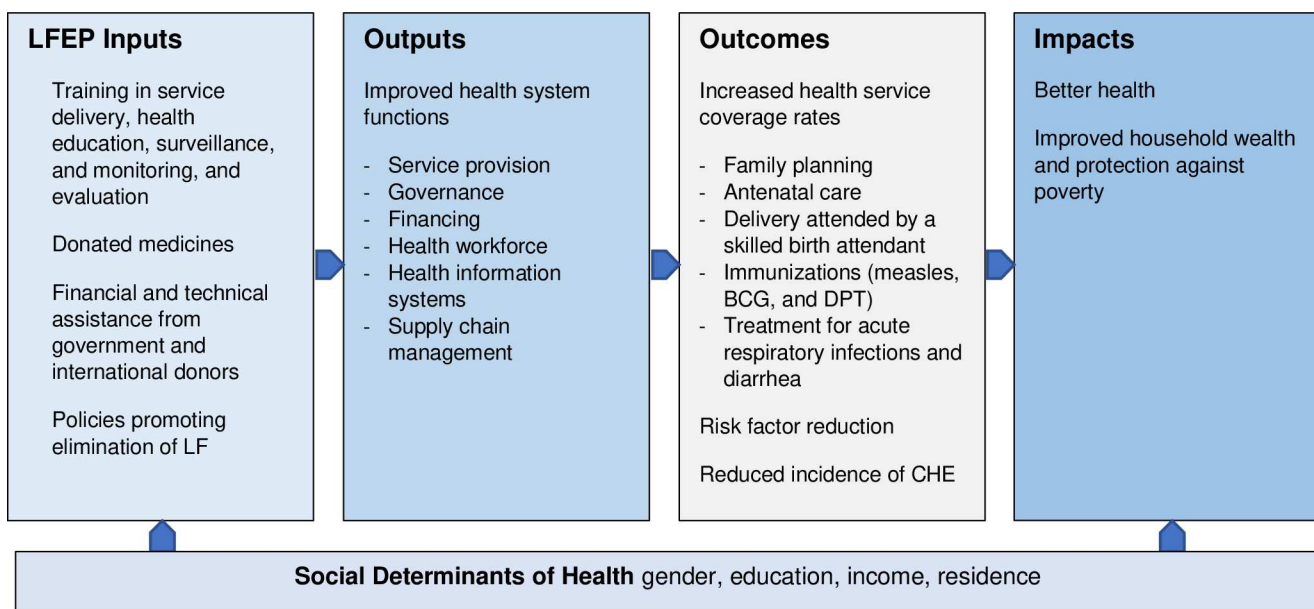 LFEP Inputs
Training in service
delivery, health
education, surveillance,
and monitoring, and
evaluation
Donated medicines
Financial and technical
assistance from
government and
international donors
Policies promoting
elimination of LF
Outputs
Improved health system
functions
- Service provision
- Governance
- Financing
- Health workforce
- Health information
systems
- Supply chain
management
Outcomes
Increased health service
coverage rates
- Family planning
- Antenatal care
- Delivery attended by a
skilled birth attendant
- Immunizations (measles,
BCG, and DPT)
- Treatment for acute
respiratory infections and
diarrhea
Risk factor reduction
Reduced incidence of CHE
Impacts
Better health
Improved household wealth
and protection against
poverty
Social Determinants of Health gender, education, income, residence